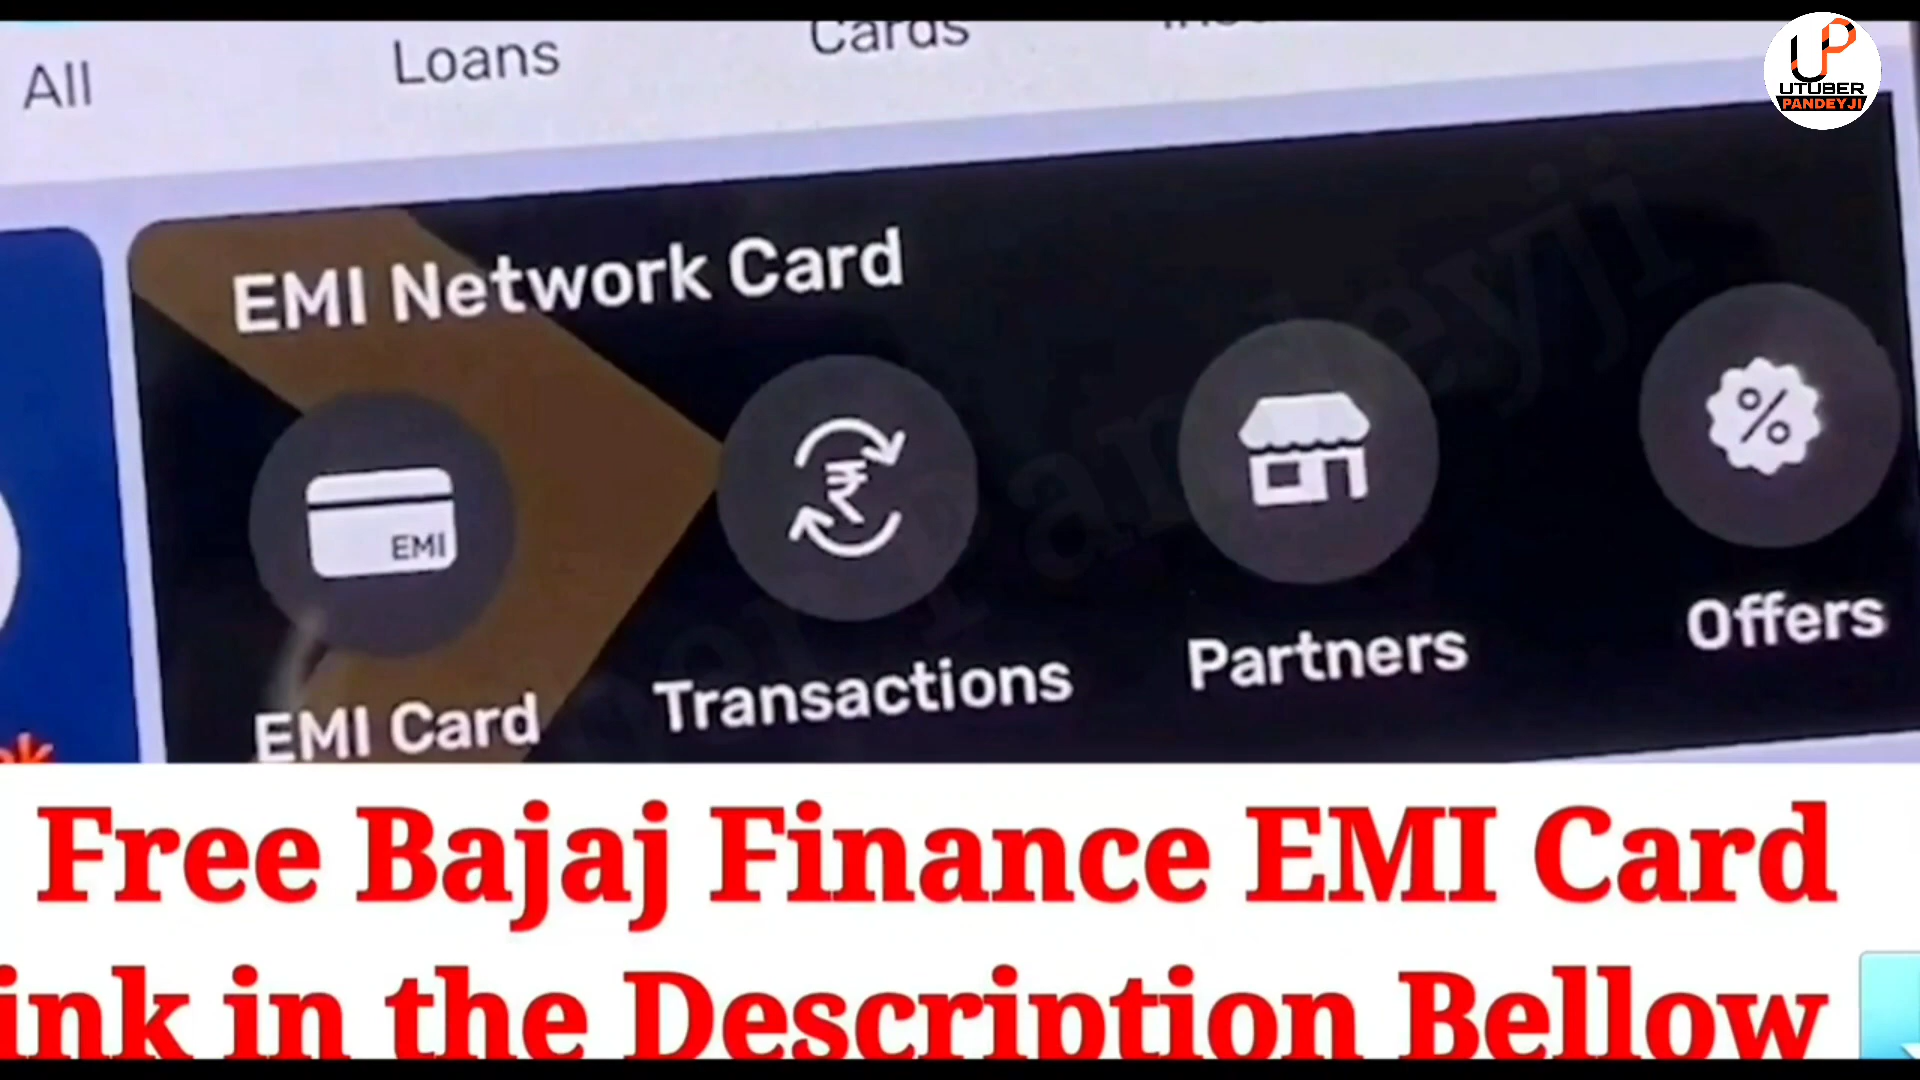 All
Loans
Cards
UP
UTUBER
PANDEYJI
EMI Network Card
EMI
₹
%
EMI Card
Transactions
Partners
Offers
Free Bajaj Finance EMI Card
ink in the Description Bellow